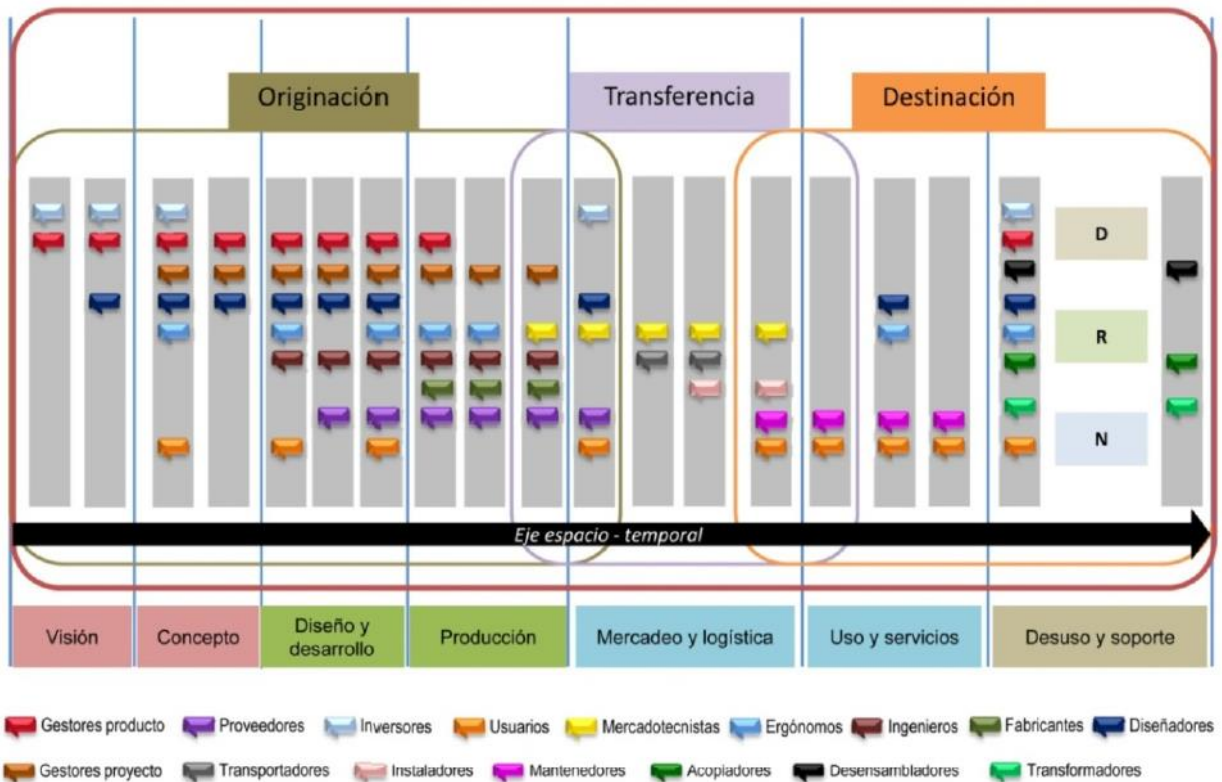 Originación
Transferencia
Destinación
D
R
N
Eje espacio - temporal
Visión
Concepto
Diseño y
desarrollo
Producción
Mercadeo y logística
Uso y servicios
Desuso y soporte
Gestores producto
Proveedores
Inversores
Usuarios
Mercadotecnistas
Ergónomos
Ingenieros
Fabricantes
Diseñadores
Gestores proyecto
Transportadores
Instaladores
Mantenedores
Acopiadores
Desensambladores
Transformadores